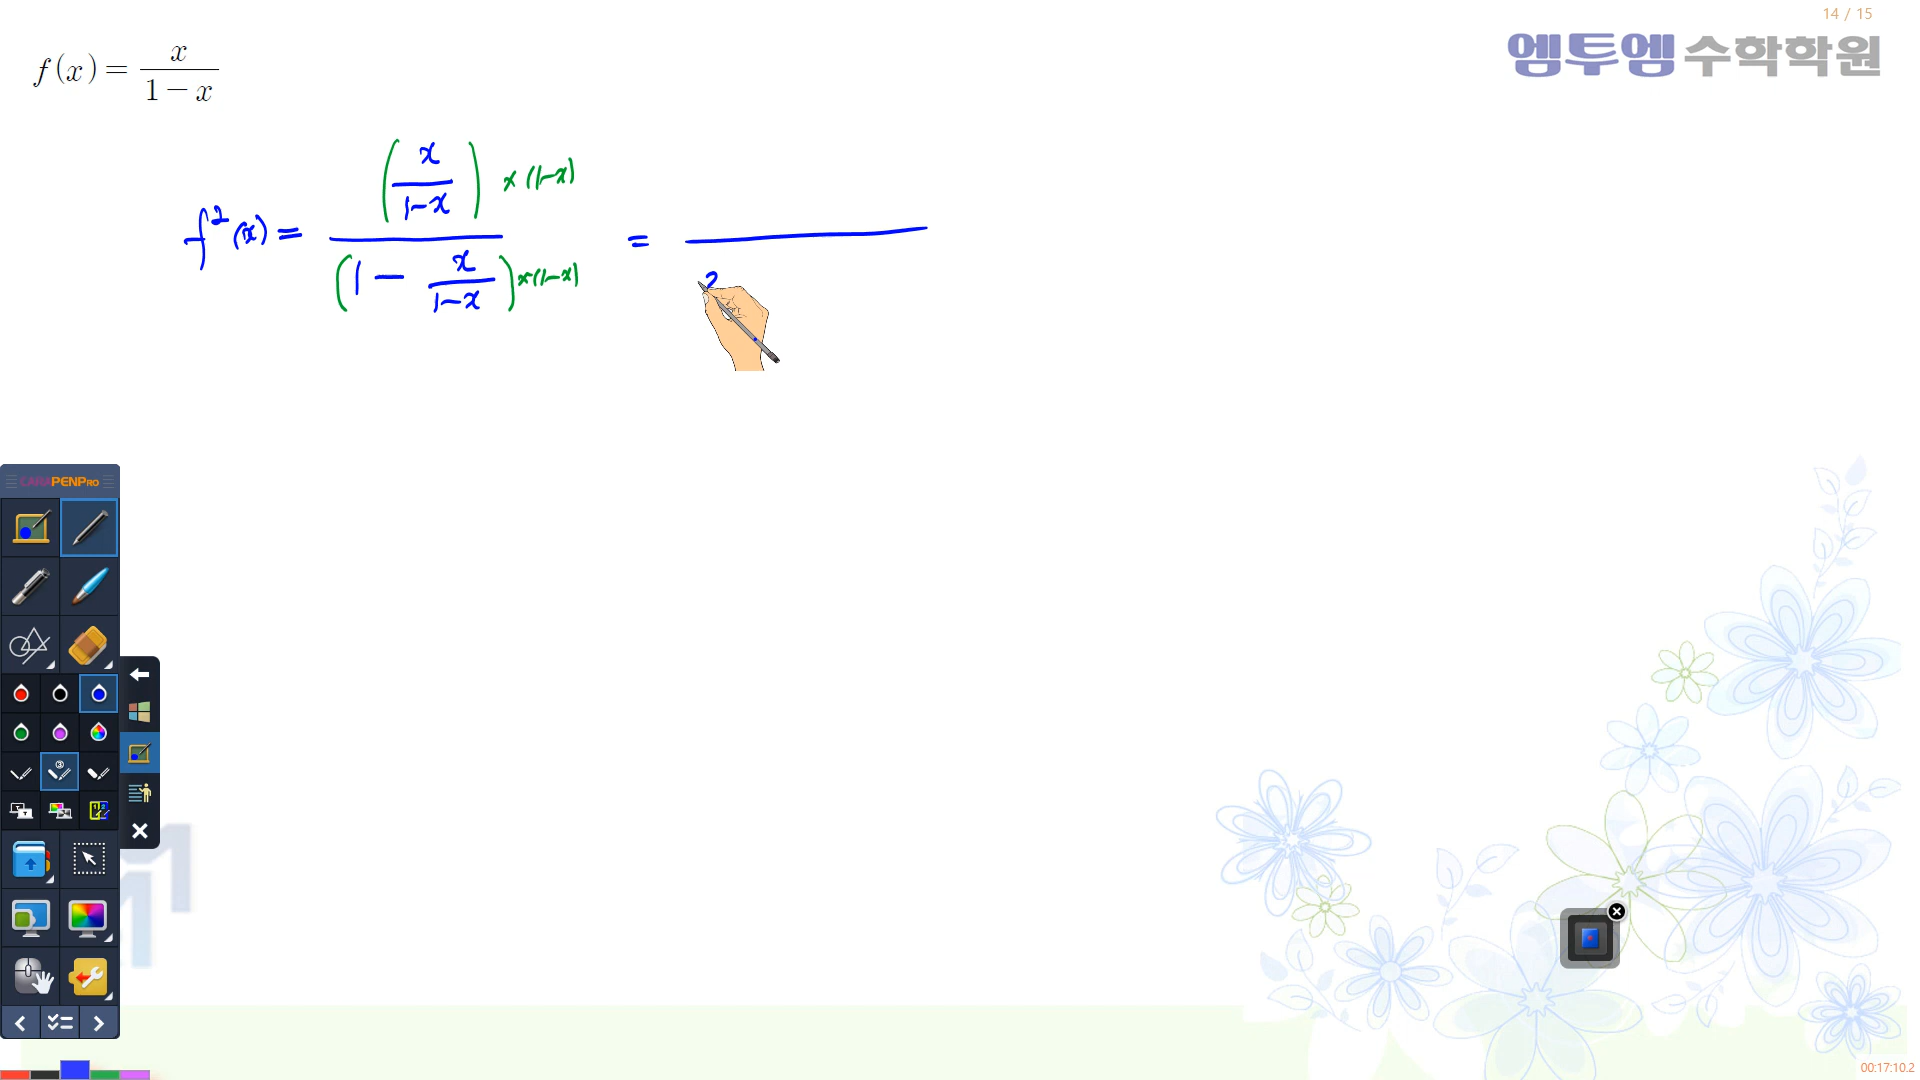 14 / 15
엠투엠 수학학원
f(x) = x / (1 − x)
f²(x) = (x / (1−x)) × (1−x) / (1 − x / (1−x)) × (1−x) =
CAMAPENPRO
00:17:10.2